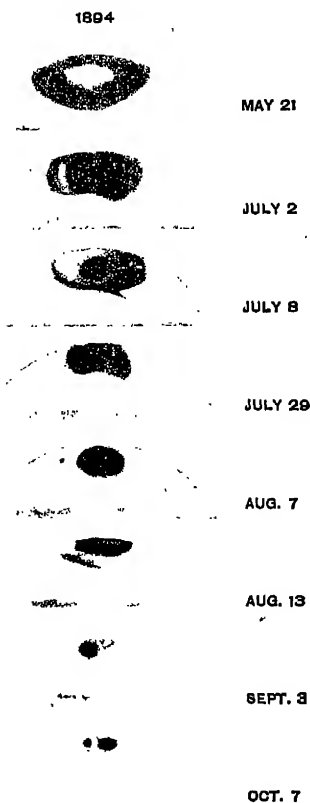 1894
MAY 21
JULY 2
JULY 8
JULY 29
AUG. 7
AUG. 13
SEPT. 3
OCT. 7